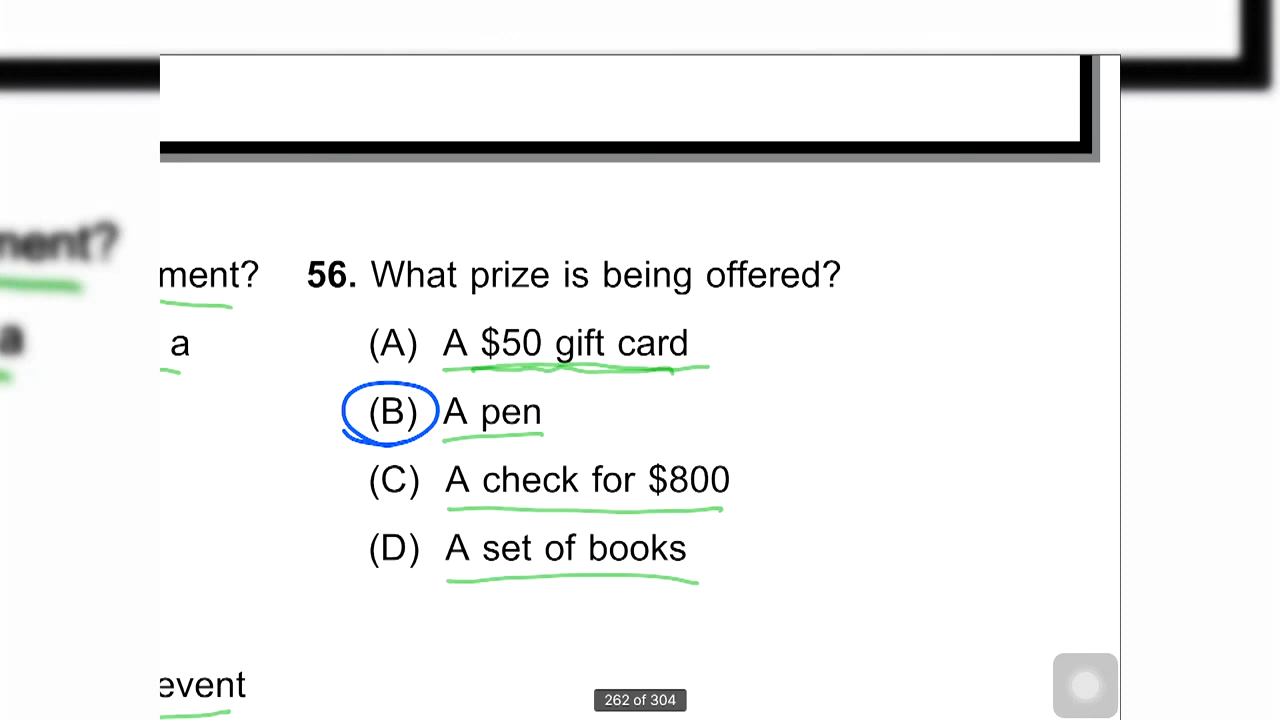 ment?
a
event
56. What prize is being offered?
(A) A $50 gift card
(B) A pen
(C) A check for $800
(D) A set of books
262 of 304